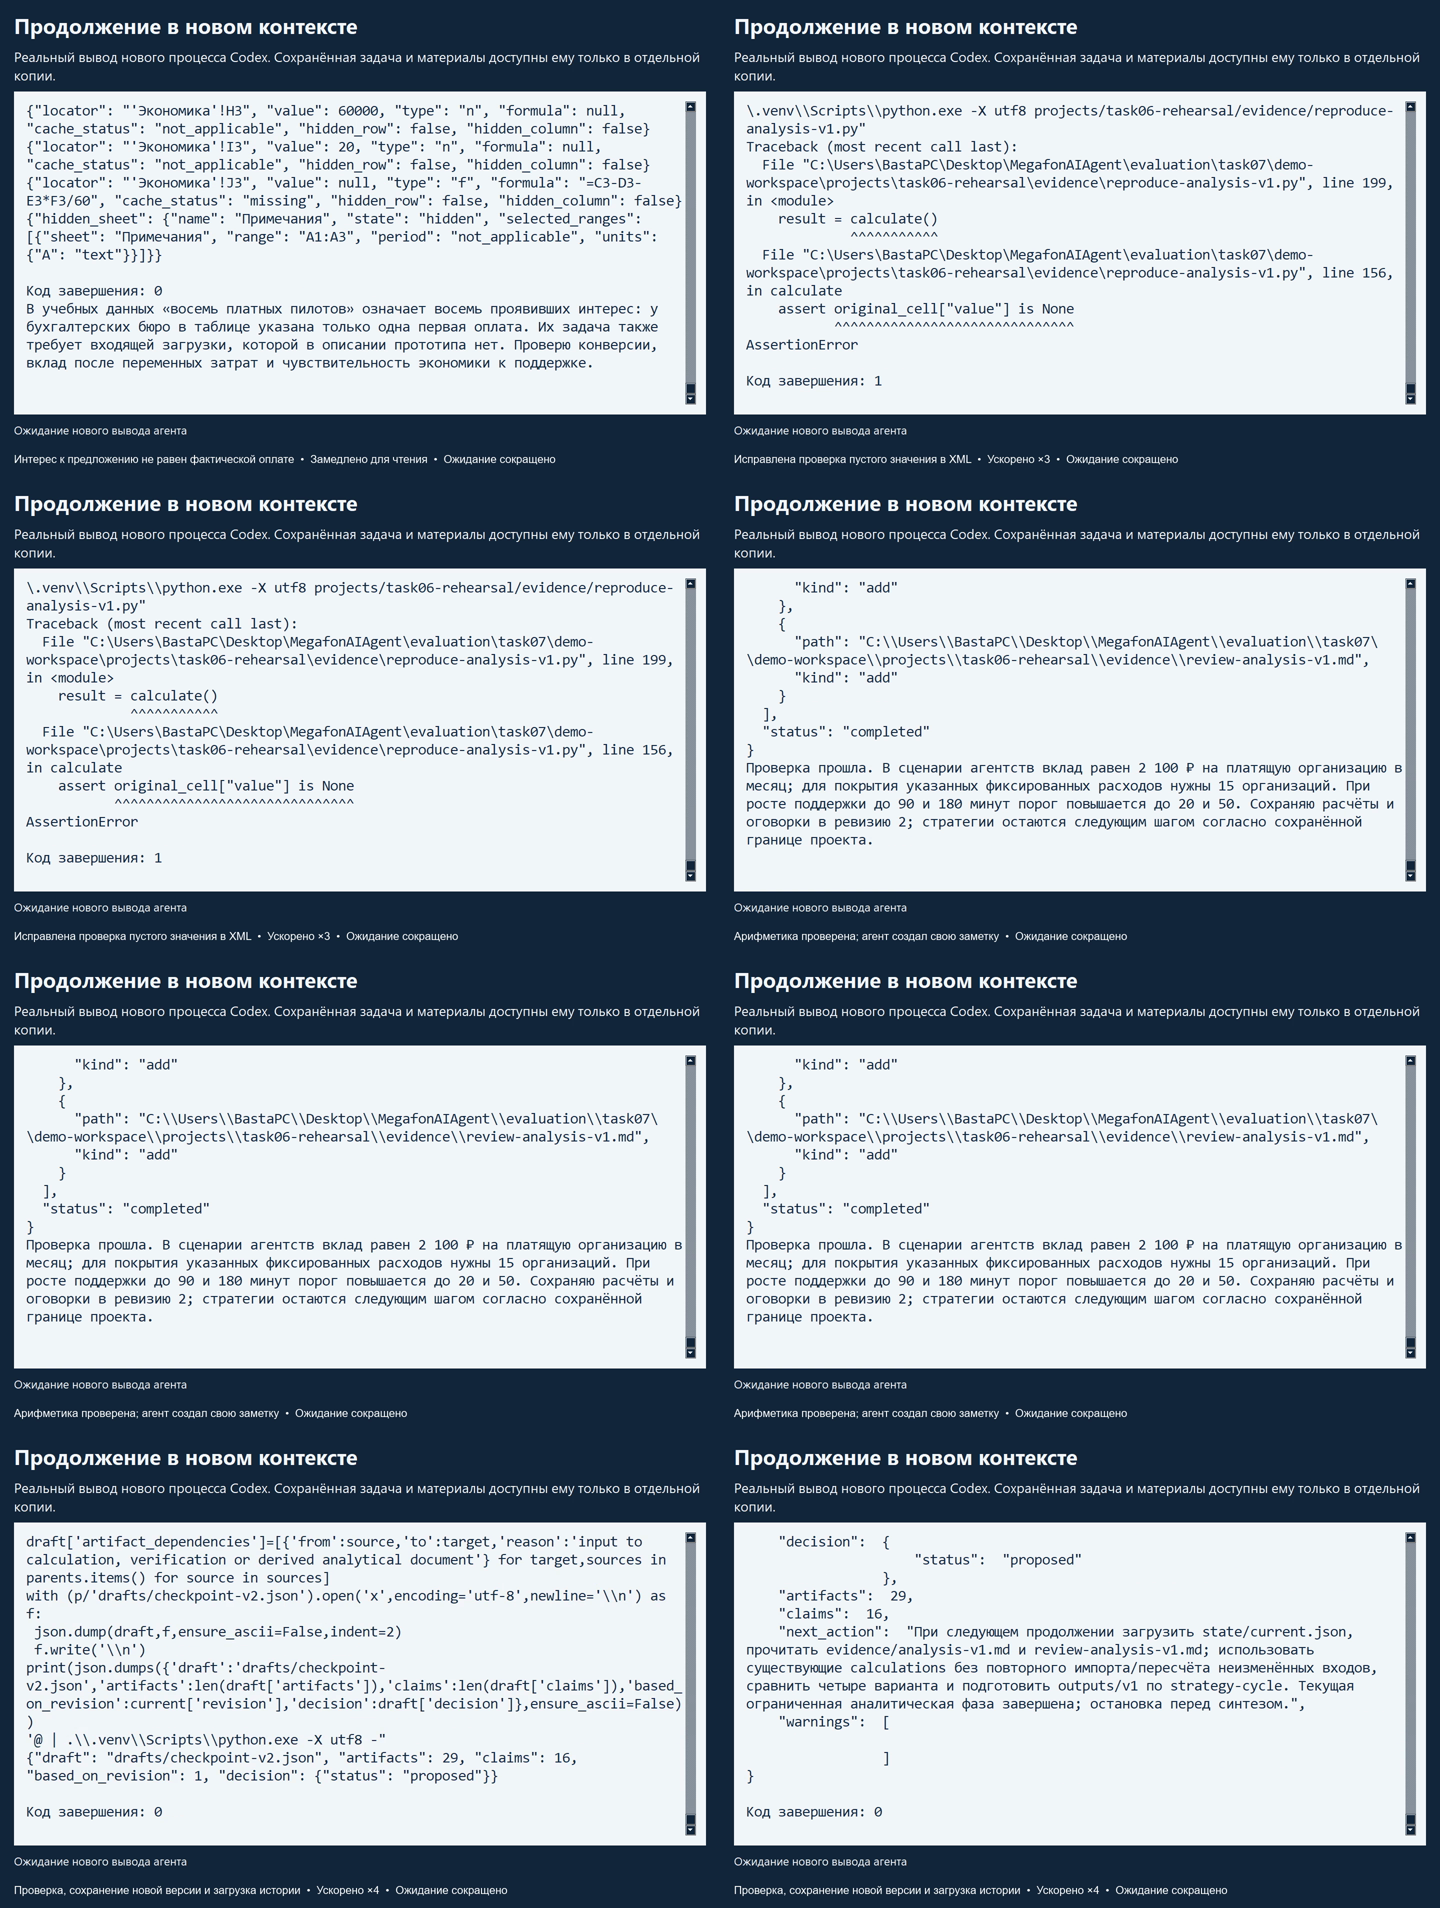 Продолжение в новом контексте
Реальный вывод нового процесса Codex. Сохранённая задача и материалы доступны ему только в отдельной
копии.
{"locator": "'Экономика'!H3", "value": 60000, "type": "n", "formula": null,
"cache_status": "not_applicable", "hidden_row": false, "hidden_column": false}
{"locator": "'Экономика'!I3", "value": 20, "type": "n", "formula": null,
"cache_status": "not_applicable", "hidden_row": false, "hidden_column": false}
{"locator": "'Экономика'!J3", "value": null, "type": "f", "formula": "=C3-D3-
E3*F3/60", "cache_status": "missing", "hidden_row": false, "hidden_column": false}
{"hidden_sheet": {"name": "Примечания", "state": "hidden", "selected_ranges":
[{"sheet": "Примечания", "range": "A1:A3", "period": "not_applicable", "units":
{"A": "text"}}]}}
Код завершения: 0
В учебных данных «восемь платных пилотов» означает восемь проявивших интерес: у
бухгалтерских бюро в таблице указана только одна первая оплата. Их задача также
требует входящей загрузки, которой в описании прототипа нет. Проверю конверсии,
вклад после переменных затрат и чувствительность экономики к поддержке.
Ожидание нового вывода агента
Интерес к предложению не равен фактической оплате • Замедлено для чтения • Ожидание сокращено
Продолжение в новом контексте
Реальный вывод нового процесса Codex. Сохранённая задача и материалы доступны ему только в отдельной
копии.
\.venv\\Scripts\\python.exe -X utf8 projects/task06-rehearsal/evidence/reproduce-
analysis-v1.py"
Traceback (most recent call last):
  File "C:\Users\BastaPC\Desktop\MegafonAIAgent\evaluation\task07\demo-
workspace\projects\task06-rehearsal\evidence\reproduce-analysis-v1.py", line 199,
in <module>
    result = calculate()
             ^^^^^^^^^^^
  File "C:\Users\BastaPC\Desktop\MegafonAIAgent\evaluation\task07\demo-
workspace\projects\task06-rehearsal\evidence\reproduce-analysis-v1.py", line 156,
in calculate
    assert original_cell["value"] is None
           ^^^^^^^^^^^^^^^^^^^^^^^^^^^^^^
AssertionError
Код завершения: 1
Ожидание нового вывода агента
Исправлена проверка пустого значения в XML • Ускорено ×3 • Ожидание сокращено
Продолжение в новом контексте
Реальный вывод нового процесса Codex. Сохранённая задача и материалы доступны ему только в отдельной
копии.
\.venv\\Scripts\\python.exe -X utf8 projects/task06-rehearsal/evidence/reproduce-
analysis-v1.py"
Traceback (most recent call last):
  File "C:\Users\BastaPC\Desktop\MegafonAIAgent\evaluation\task07\demo-
workspace\projects\task06-rehearsal\evidence\reproduce-analysis-v1.py", line 199,
in <module>
    result = calculate()
             ^^^^^^^^^^^
  File "C:\Users\BastaPC\Desktop\MegafonAIAgent\evaluation\task07\demo-
workspace\projects\task06-rehearsal\evidence\reproduce-analysis-v1.py", line 156,
in calculate
    assert original_cell["value"] is None
           ^^^^^^^^^^^^^^^^^^^^^^^^^^^^^^
AssertionError
Код завершения: 1
Ожидание нового вывода агента
Исправлена проверка пустого значения в XML • Ускорено ×3 • Ожидание сокращено
Продолжение в новом контексте
Реальный вывод нового процесса Codex. Сохранённая задача и материалы доступны ему только в отдельной
копии.
      "kind": "add"
    },
    {
      "path": "C:\\Users\\BastaPC\\Desktop\\MegafonAIAgent\\evaluation\\task07\
\demo-workspace\\projects\\task06-rehearsal\\evidence\\review-analysis-v1.md",
      "kind": "add"
    }
  ],
  "status": "completed"
}
Проверка прошла. В сценарии агентств вклад равен 2 100 ₽ на платящую организацию в
месяц; для покрытия указанных фиксированных расходов нужны 15 организаций. При
росте поддержки до 90 и 180 минут порог повышается до 20 и 50. Сохраняю расчёты и
оговорки в ревизию 2; стратегии остаются следующим шагом согласно сохранённой
границе проекта.
Ожидание нового вывода агента
Арифметика проверена; агент создал свою заметку • Ожидание сокращено
Продолжение в новом контексте
Реальный вывод нового процесса Codex. Сохранённая задача и материалы доступны ему только в отдельной
копии.
      "kind": "add"
    },
    {
      "path": "C:\\Users\\BastaPC\\Desktop\\MegafonAIAgent\\evaluation\\task07\
\demo-workspace\\projects\\task06-rehearsal\\evidence\\review-analysis-v1.md",
      "kind": "add"
    }
  ],
  "status": "completed"
}
Проверка прошла. В сценарии агентств вклад равен 2 100 ₽ на платящую организацию в
месяц; для покрытия указанных фиксированных расходов нужны 15 организаций. При
росте поддержки до 90 и 180 минут порог повышается до 20 и 50. Сохраняю расчёты и
оговорки в ревизию 2; стратегии остаются следующим шагом согласно сохранённой
границе проекта.
Ожидание нового вывода агента
Арифметика проверена; агент создал свою заметку • Ожидание сокращено
Продолжение в новом контексте
Реальный вывод нового процесса Codex. Сохранённая задача и материалы доступны ему только в отдельной
копии.
      "kind": "add"
    },
    {
      "path": "C:\\Users\\BastaPC\\Desktop\\MegafonAIAgent\\evaluation\\task07\
\demo-workspace\\projects\\task06-rehearsal\\evidence\\review-analysis-v1.md",
      "kind": "add"
    }
  ],
  "status": "completed"
}
Проверка прошла. В сценарии агентств вклад равен 2 100 ₽ на платящую организацию в
месяц; для покрытия указанных фиксированных расходов нужны 15 организаций. При
росте поддержки до 90 и 180 минут порог повышается до 20 и 50. Сохраняю расчёты и
оговорки в ревизию 2; стратегии остаются следующим шагом согласно сохранённой
границе проекта.
Ожидание нового вывода агента
Арифметика проверена; агент создал свою заметку • Ожидание сокращено
Продолжение в новом контексте
Реальный вывод нового процесса Codex. Сохранённая задача и материалы доступны ему только в отдельной
копии.
draft['artifact_dependencies']=[{'from':source,'to':target,'reason':'input to
calculation, verification or derived analytical document'} for target,sources in
parents.items() for source in sources]
with (p/'drafts/checkpoint-v2.json').open('x',encoding='utf-8',newline='\\n') as
f:
 json.dump(draft,f,ensure_ascii=False,indent=2)
 f.write('\\n')
print(json.dumps({'draft':'drafts/checkpoint-
v2.json','artifacts':len(draft['artifacts']),'claims':len(draft['claims']),'based_
on_revision':current['revision'],'decision':draft['decision']},ensure_ascii=False)
)
'@ | .\\.venv\\Scripts\\python.exe -X utf8 -"
{"draft": "drafts/checkpoint-v2.json", "artifacts": 29, "claims": 16,
"based_on_revision": 1, "decision": {"status": "proposed"}}
Код завершения: 0
Ожидание нового вывода агента
Проверка, сохранение новой версии и загрузка истории • Ускорено ×4 • Ожидание сокращено
Продолжение в новом контексте
Реальный вывод нового процесса Codex. Сохранённая задача и материалы доступны ему только в отдельной
копии.
    "decision":  {
                     "status":  "proposed"
                 },
    "artifacts":  29,
    "claims":  16,
    "next_action":  "При следующем продолжении загрузить state/current.json,
прочитать evidence/analysis-v1.md и review-analysis-v1.md; использовать
существующие calculations без повторного импорта/пересчёта неизменённых входов,
сравнить четыре варианта и подготовить outputs/v1 по strategy-cycle. Текущая
ограниченная аналитическая фаза завершена; остановка перед синтезом.",
    "warnings":  [
                 ]
}
Код завершения: 0
Ожидание нового вывода агента
Проверка, сохранение новой версии и загрузка истории • Ускорено ×4 • Ожидание сокращено